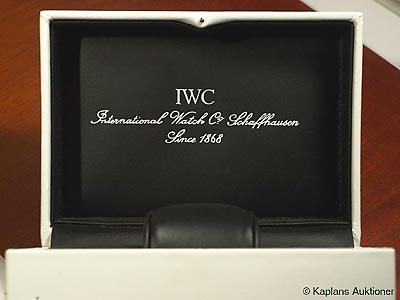 IWC
International Watch Co. Schaffhausen
Since 1868
© Kaplans Auktioner